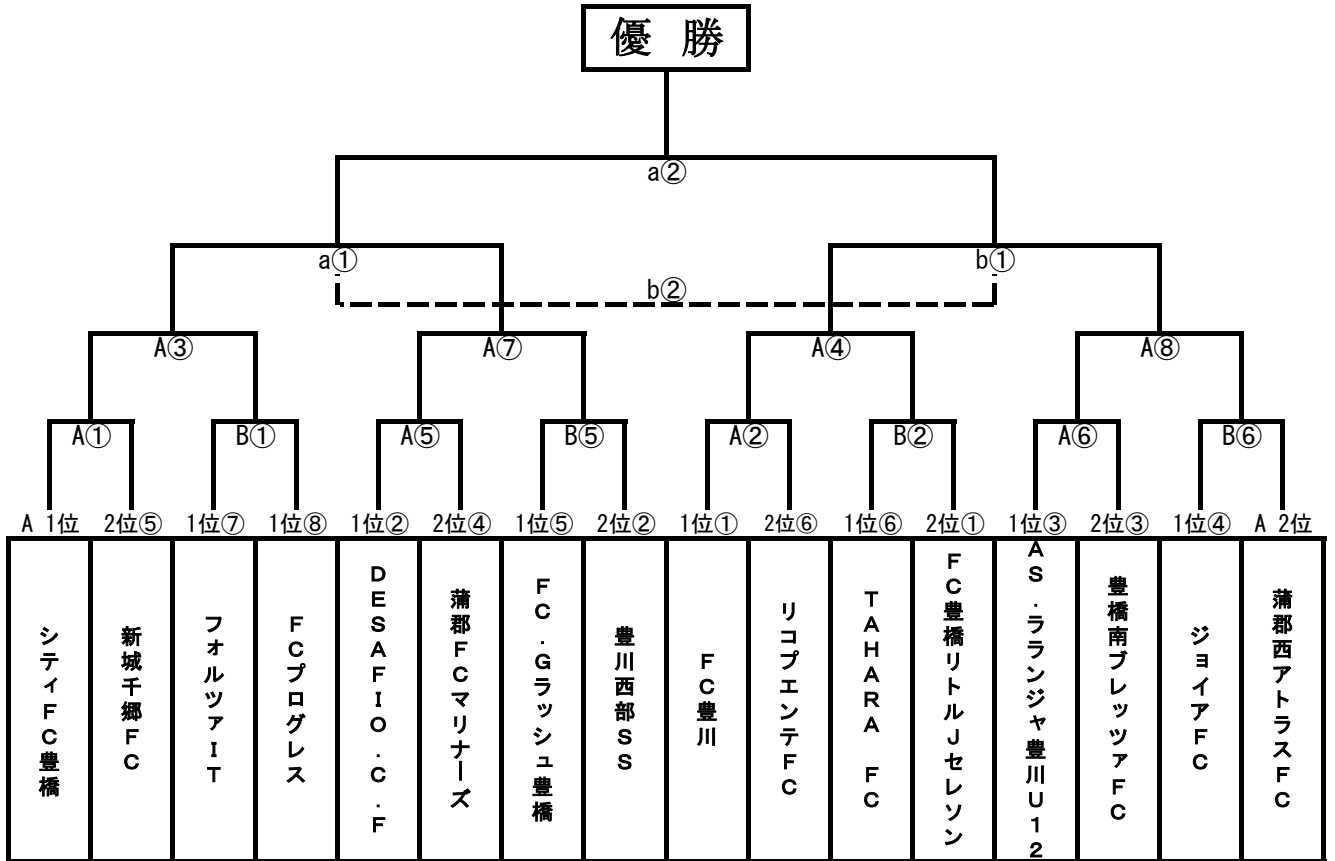 優 勝
a②
a① b①
b②
A③ A⑦ A④ A⑧
A① B① A⑤ B⑤ A② B② A⑥ B⑥
A 1位 2位⑤ 1位⑦ 1位⑧ 1位② 2位④ 1位⑤ 2位② 1位① 2位⑥ 1位⑥ 2位① 1位③ 2位③ 1位④ A 2位
シティFC豊橋
新城千郷FC
フォルツァIT
FCプログレス
DESAFIO.C.F
蒲郡FCマリナーズ
FC.Gラッシュ豊橋
豊川西部SS
FC豊川
リコプエンテFC
TAHARA FC
FC豊橋リトルJセレソン
AS.ラランジャ豊川U12
豊橋南ブレッツァFC
ジョイアFC
蒲郡西アトラスFC